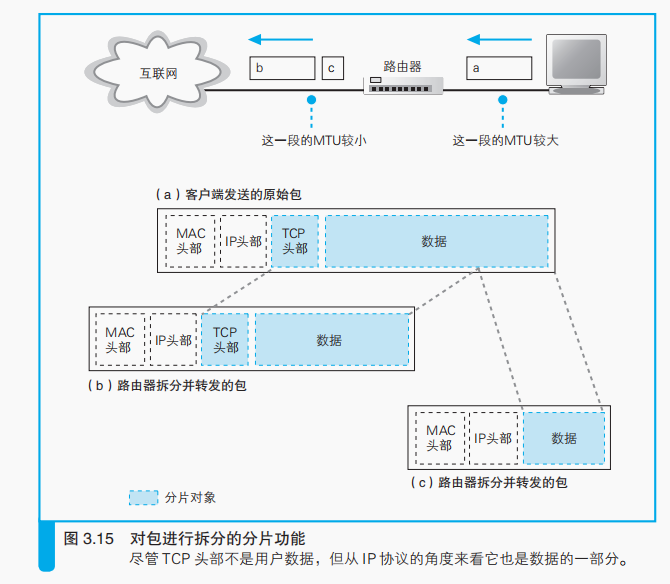 互联网
b
c
路由器
a
这一段的MTU较小
这一段的MTU较大
（a）客户端发送的原始包
MAC
头部
IP头部
TCP
头部
数据
MAC
头部
IP头部
TCP
头部
数据
（b）路由器拆分并转发的包
MAC
头部
IP头部
数据
（c）路由器拆分并转发的包
分片对象
图 3.15 对包进行拆分的分片功能
尽管 TCP 头部不是用户数据，但从 IP 协议的角度来看它也是数据的一部分。